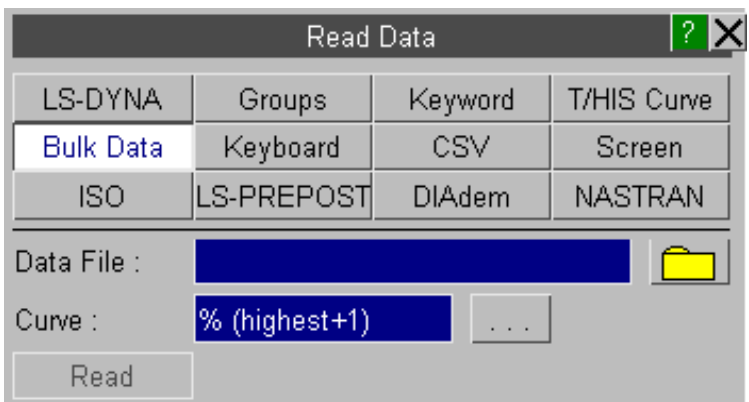 Read Data ?
LS-DYNA Groups Keyword T/HIS Curve
Bulk Data Keyboard CSV Screen
ISO LS-PREPOST DIAdem NASTRAN
Data File :
Curve : % (highest+1) ...
Read